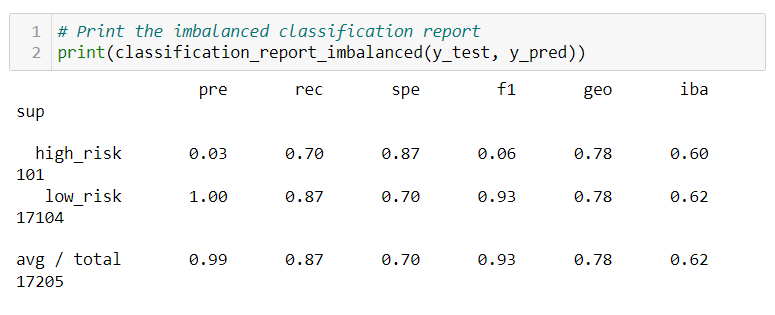 1 # Print the imbalanced classification report
2 print(classification_report_imbalanced(y_test, y_pred))
pre rec spe f1 geo iba
sup
high_risk 0.03 0.70 0.87 0.06 0.78 0.60
101
low_risk 1.00 0.87 0.70 0.93 0.78 0.62
17104
avg / total 0.99 0.87 0.70 0.93 0.78 0.62
17205